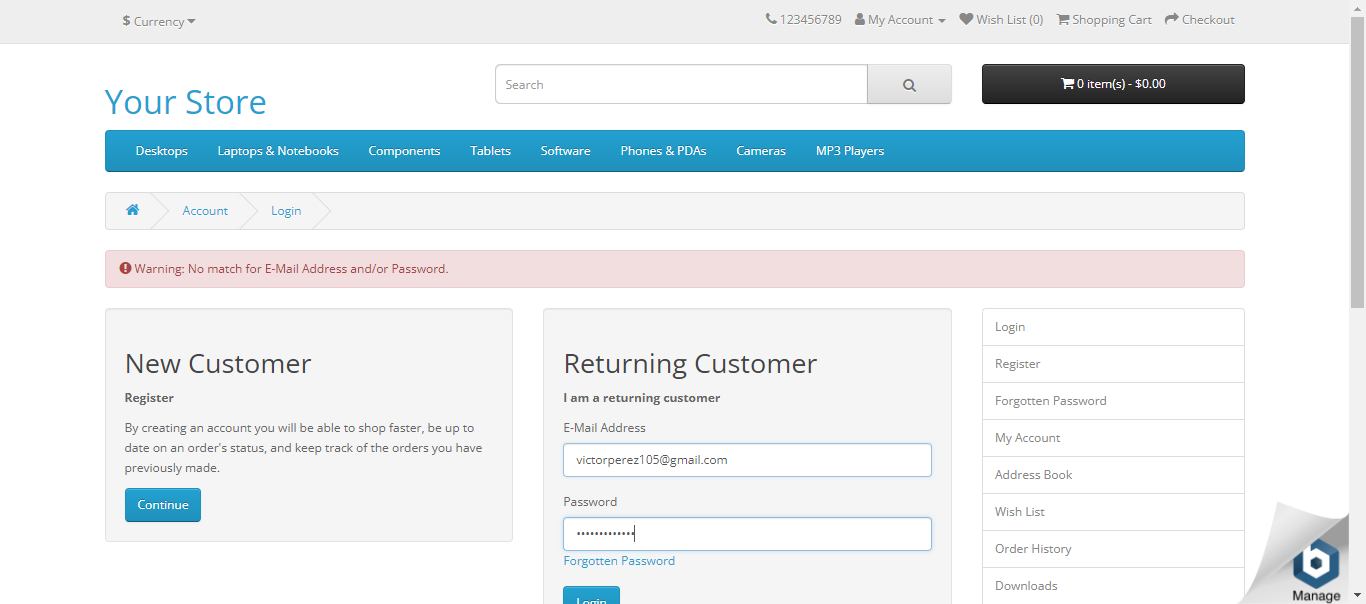 $ Currency
123456789 My Account Wish List (0) Shopping Cart Checkout
Your Store
Search
0 item(s) - $0.00
Desktops Laptops & Notebooks Components Tablets Software Phones & PDAs Cameras MP3 Players
Account Login
Warning: No match for E-Mail Address and/or Password.
New Customer
Register
By creating an account you will be able to shop faster, be up to
date on an order's status, and keep track of the orders you have
previously made.
Continue
Returning Customer
I am a returning customer
E-Mail Address
victorperez105@gmail.com
Password
•••••••••••••
Forgotten Password
Login
Login
Register
Forgotten Password
My Account
Address Book
Wish List
Order History
Downloads
b
Manage